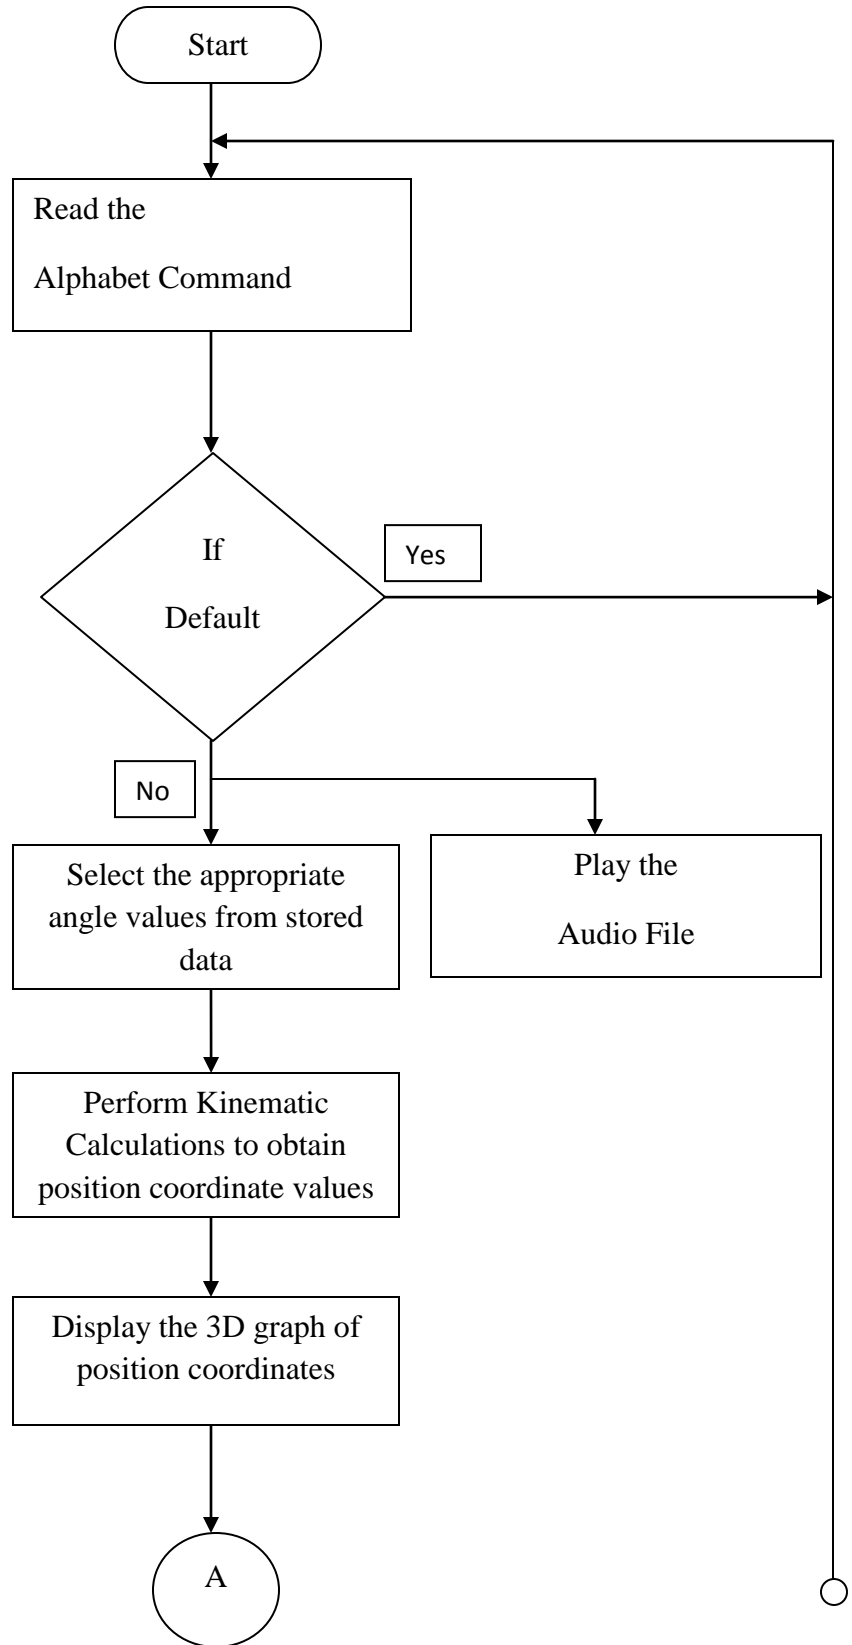 Start
Read the
Alphabet Command
If
Default
Yes
No
Select the appropriate
angle values from stored
data
Play the
Audio File
Perform Kinematic
Calculations to obtain
position coordinate values
Display the 3D graph of
position coordinates
A